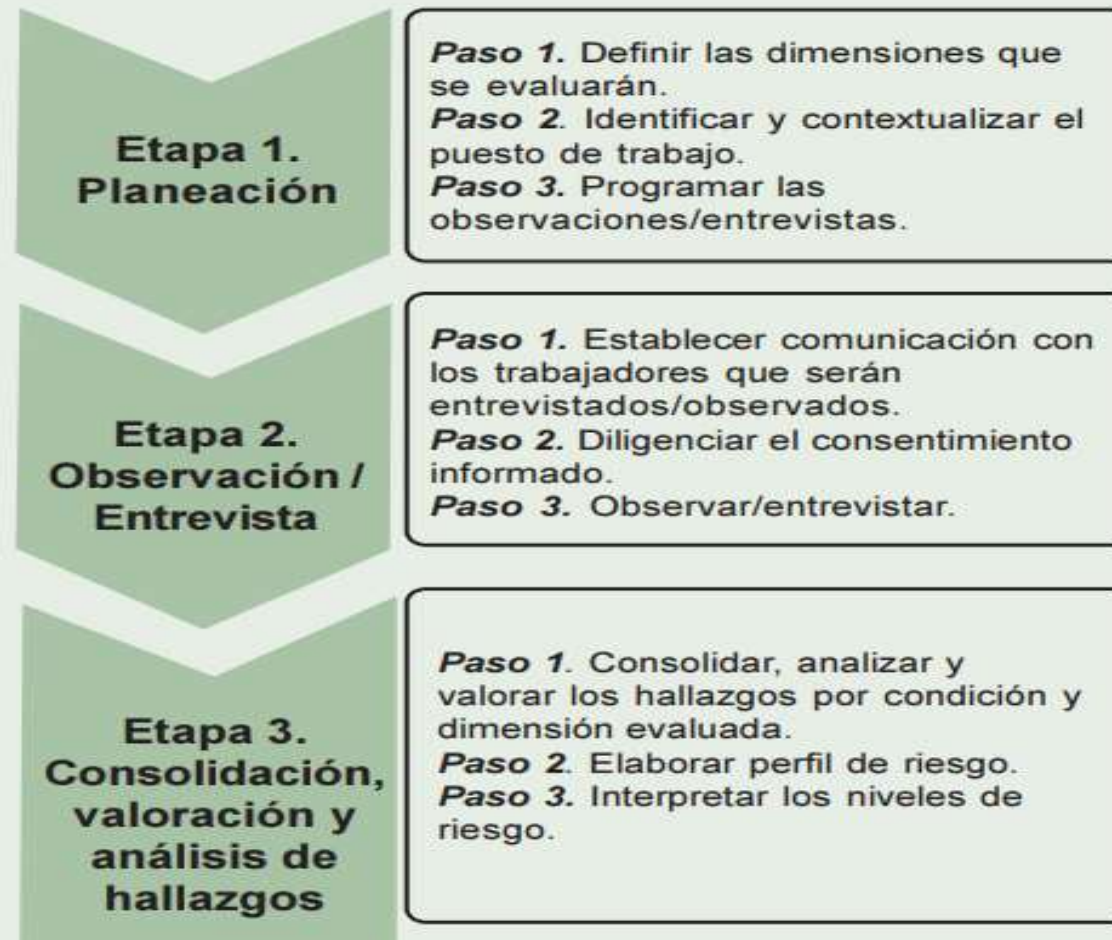 Etapa 1.
Planeación
Paso 1. Definir las dimensiones que
se evaluarán.
Paso 2. Identificar y contextualizar el
puesto de trabajo.
Paso 3. Programar las
observaciones/entrevistas.
Etapa 2.
Observación /
Entrevista
Paso 1. Establecer comunicación con
los trabajadores que serán
entrevistados/observados.
Paso 2. Diligenciar el consentimiento
informado.
Paso 3. Observar/entrevistar.
Etapa 3.
Consolidación,
valoración y
análisis de
hallazgos
Paso 1. Consolidar, analizar y
valorar los hallazgos por condición y
dimensión evaluada.
Paso 2. Elaborar perfil de riesgo.
Paso 3. Interpretar los niveles de
riesgo.